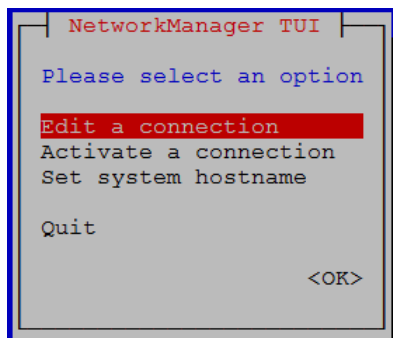 NetworkManager TUI
Please select an option
Edit a connection
Activate a connection
Set system hostname
Quit
<OK>